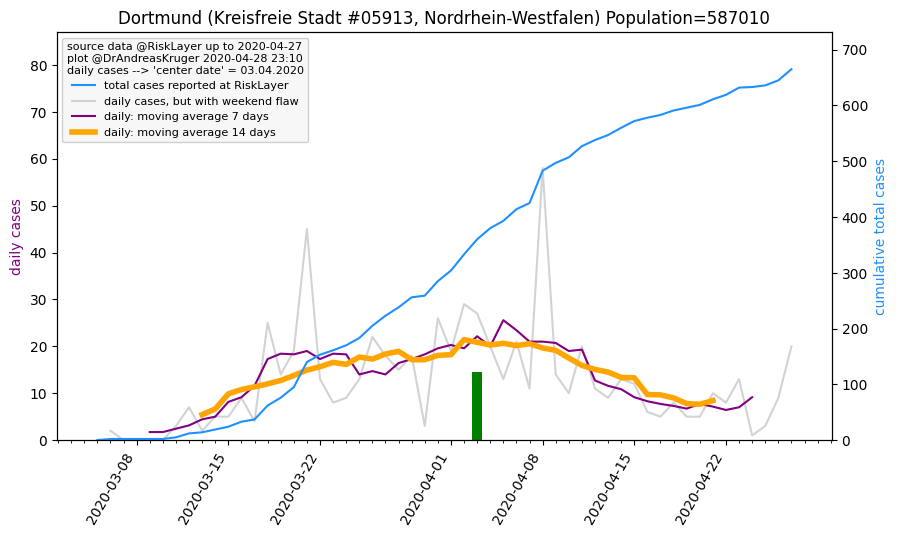 Dortmund (Kreisfreie Stadt #05913, Nordrhein-Westfalen) Population=587010
source data @RiskLayer up to 2020-04-27
plot @DrAndreasKruger 2020-04-28 23:10
daily cases --> 'center date' = 03.04.2020
total cases reported at RiskLayer
daily cases, but with weekend flaw
daily: moving average 7 days
daily: moving average 14 days
daily cases
80
70
60
50
40
30
20
10
0
700
600
500
400
300
200
100
0
cumulative total cases
2020-03-08
2020-03-15
2020-03-22
2020-04-01
2020-04-08
2020-04-15
2020-04-22